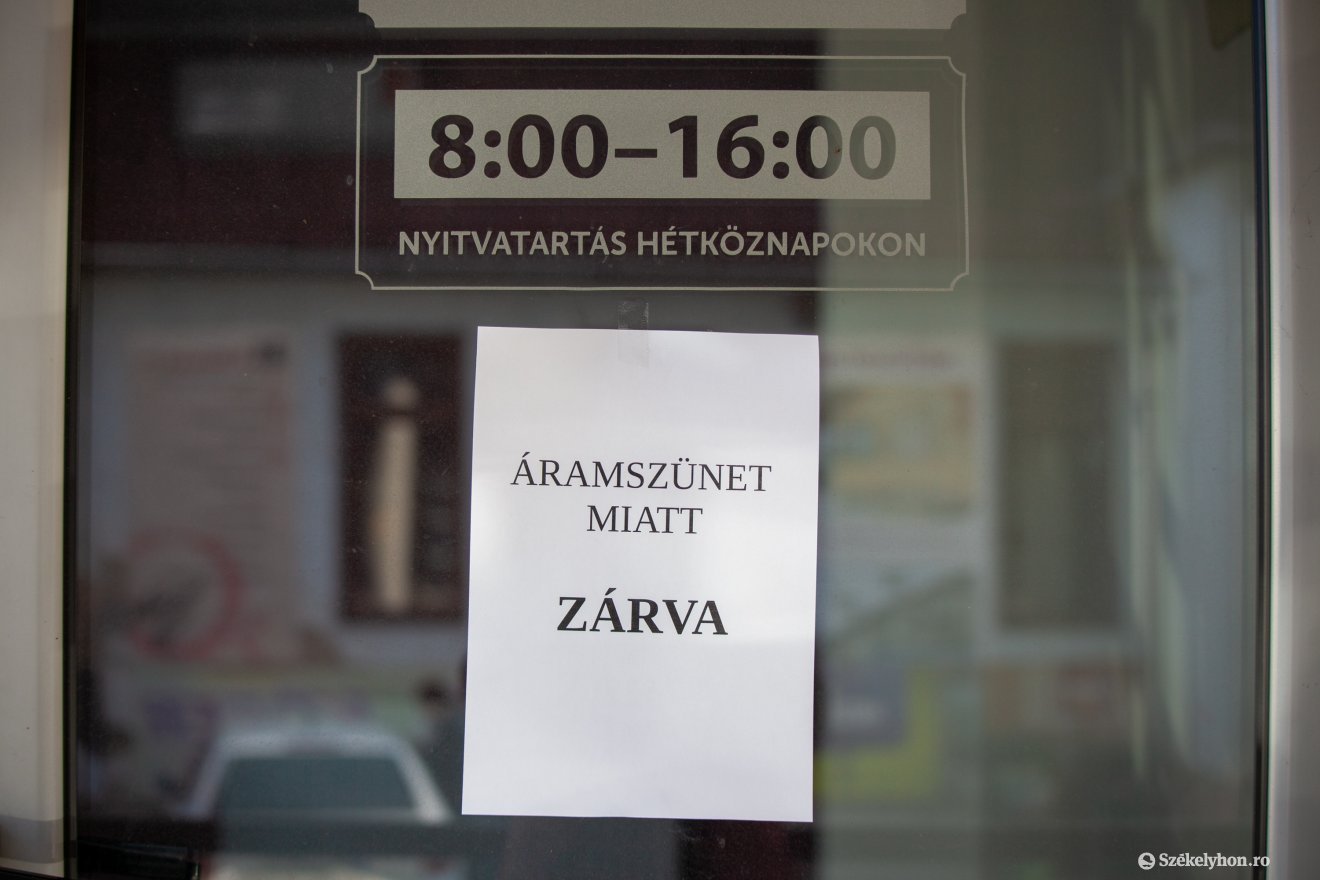 8:00–16:00
NYITVATARTÁS HÉTKÖZNAPOKON
ÁRAMSZÜNET
MIATT
ZÁRVA
Székelyhon.ro